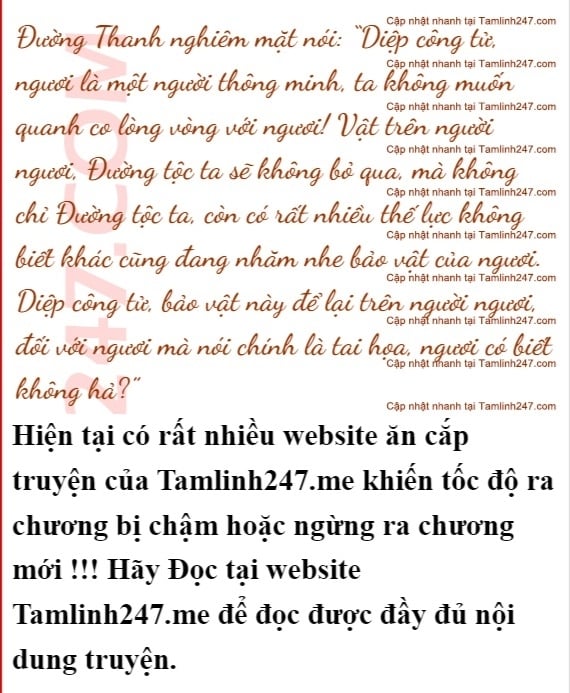 Cập nhật nhanh tại Tamlinh247.com
Đường Thanh nghiêm mặt nói: “Diệp công tử,
Cập nhật nhanh tại Tamlinh247.com
ngươi là một người thông minh, ta không muốn
Cập nhật nhanh tại Tamlinh247.com
quanh co lòng vòng với ngươi! Vật trên người
Cập nhật nhanh tại Tamlinh247.com
ngươi, Đường tộc ta sẽ không bỏ qua, mà không
Cập nhật nhanh tại Tamlinh247.com
chỉ Đường tộc ta, còn có rất nhiều thế lực không
Cập nhật nhanh tại Tamlinh247.com
biết khác cũng đang nhăm nhe bảo vật của ngươi.
Cập nhật nhanh tại Tamlinh247.com
Diệp công tử, bảo vật này để lại trên người ngươi,
Cập nhật nhanh tại Tamlinh247.com
đối với ngươi mà nói chính là tai họa, ngươi có biết
Cập nhật nhanh tại Tamlinh247.com
không hả?”
Cập nhật nhanh tại Tamlinh247.com
247.COM
Hiện tại có rất nhiều website ăn cắp
truyện của Tamlinh247.me khiến tốc độ ra
chương bị chậm hoặc ngừng ra chương
mới !!! Hãy Đọc tại website
Tamlinh247.me để đọc được đầy đủ nội
dung truyện.